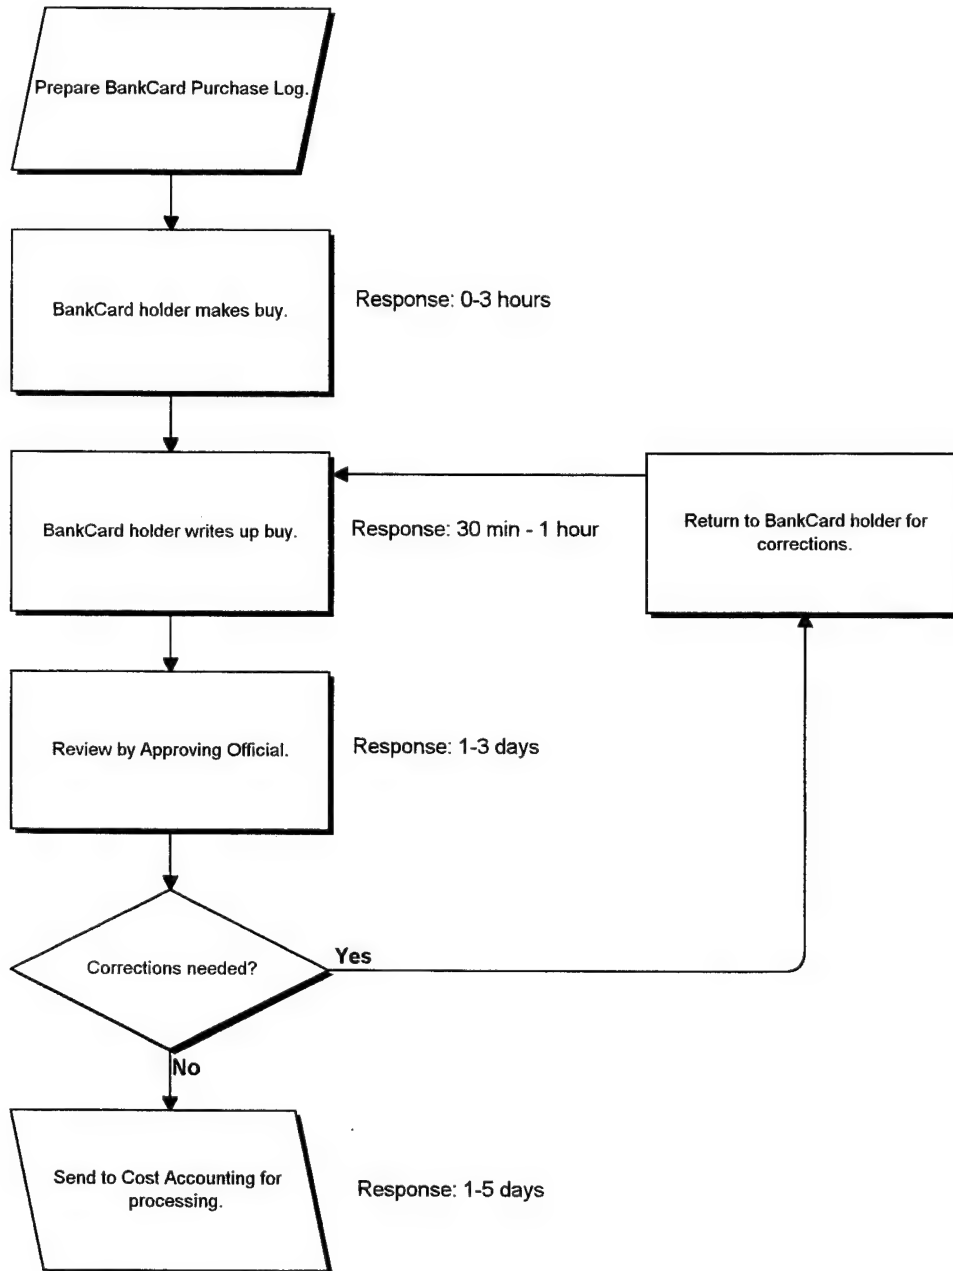 Prepare BankCard Purchase Log.
BankCard holder makes buy.
Response: 0-3 hours
BankCard holder writes up buy.
Response: 30 min - 1 hour
Return to BankCard holder for
corrections.
Review by Approving Official.
Response: 1-3 days
Corrections needed?
Yes
No
Send to Cost Accounting for
processing.
Response: 1-5 days